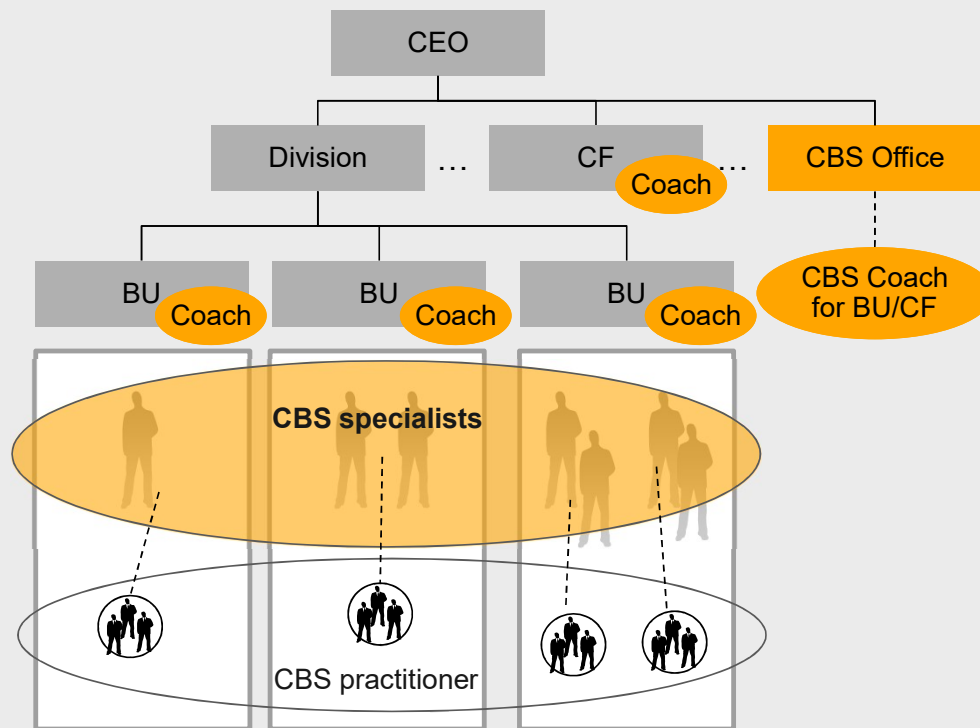 CEO
Division
...
CF
Coach
...
CBS Office
BU
Coach
BU
Coach
BU
Coach
CBS Coach
for BU/CF
CBS specialists
CBS practitioner